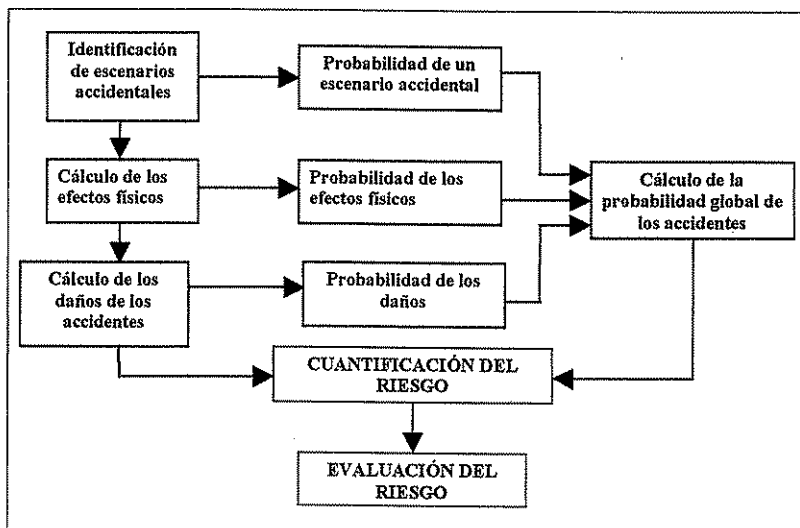 Identificación
de escenarios
accidentales
Probabilidad de un
escenario accidental
Cálculo de los
efectos físicos
Probabilidad de los
efectos físicos
Cálculo de la
probabilidad global de
los accidentes
Cálculo de los
daños de los
accidentes
Probabilidad de los
daños
CUANTIFICACIÓN DEL
RIESGO
EVALUACIÓN DEL
RIESGO